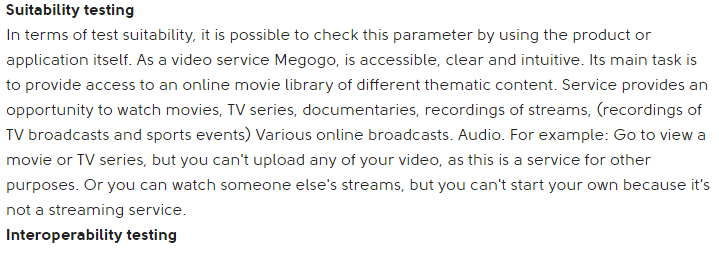 Suitability testing
In terms of test suitability, it is possible to check this parameter by using the product or
application itself. As a video service Megogo, is accessible, clear and intuitive. Its main task is
to provide access to an online movie library of different thematic content. Service provides an
opportunity to watch movies, TV series, documentaries, recordings of streams, (recordings of
TV broadcasts and sports events) Various online broadcasts. Audio. For example: Go to view a
movie or TV series, but you can't upload any of your video, as this is a service for other
purposes. Or you can watch someone else's streams, but you can't start your own because it's
not a streaming service.
Interoperability testing